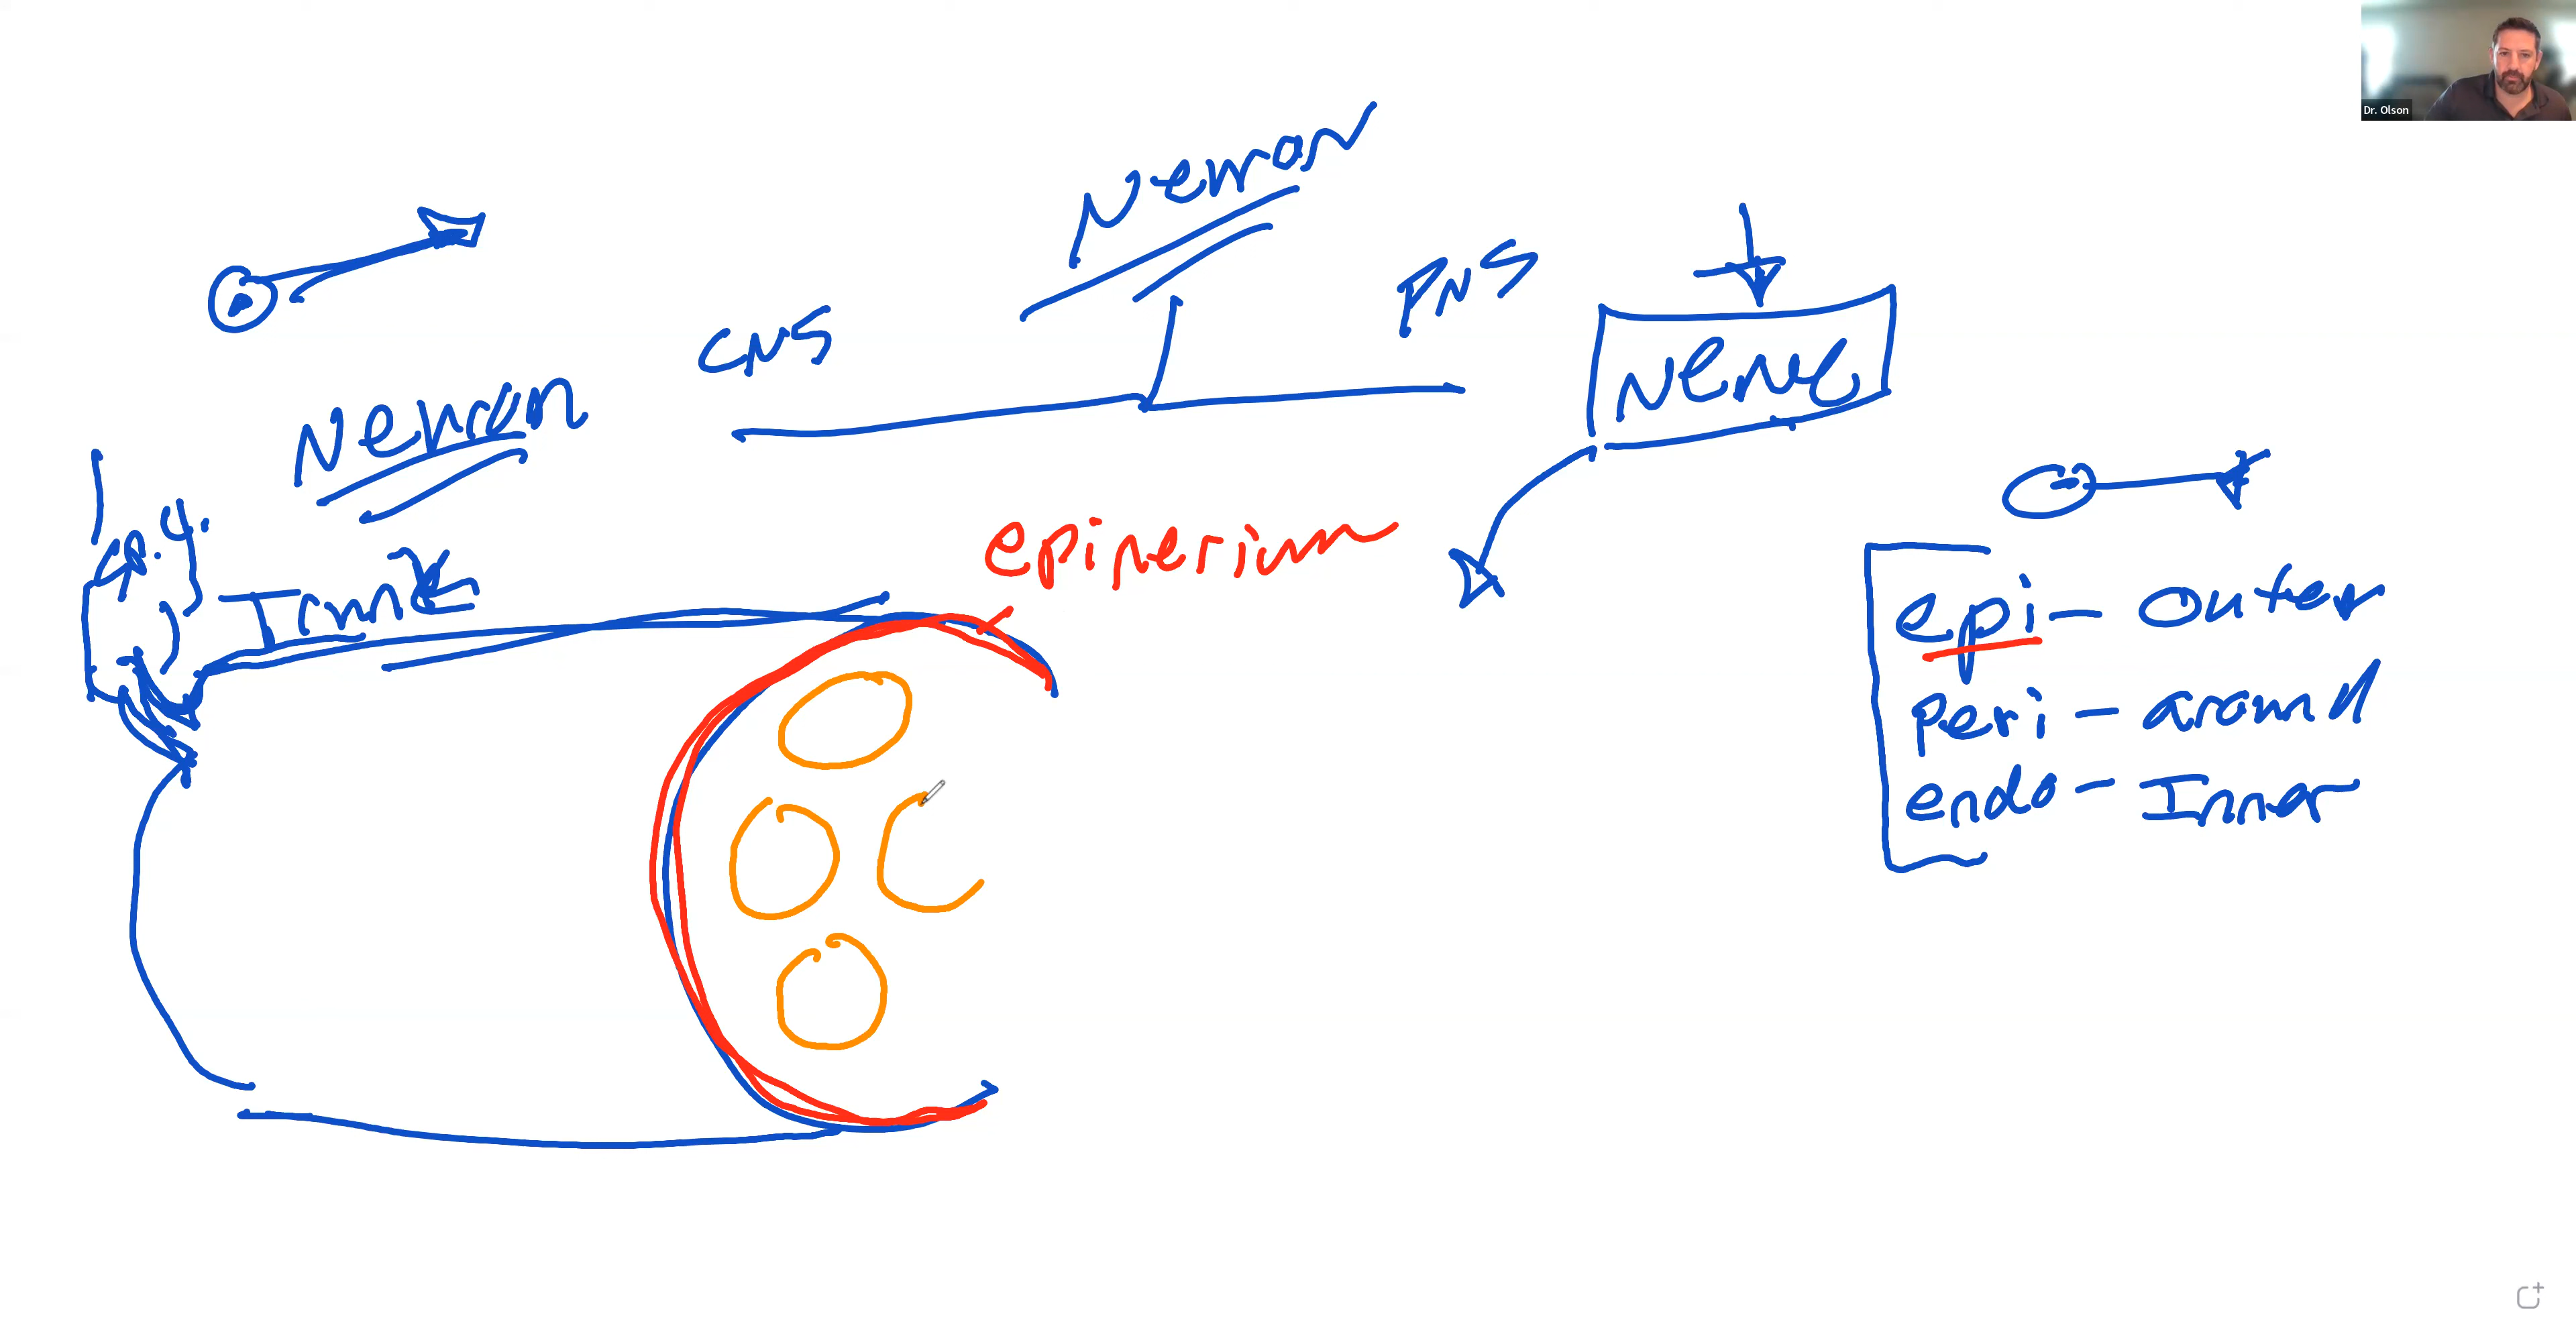 Dr. Olson
Neuron
PNS
CNS
Nerve
Neuron
epinerium
epi - outer
peri - around
endo - Inner